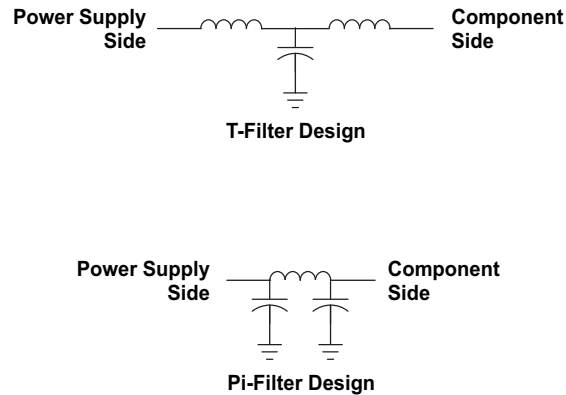 Power Supply
Side
Component
Side
T-Filter Design
Power Supply
Side
Component
Side
Pi-Filter Design